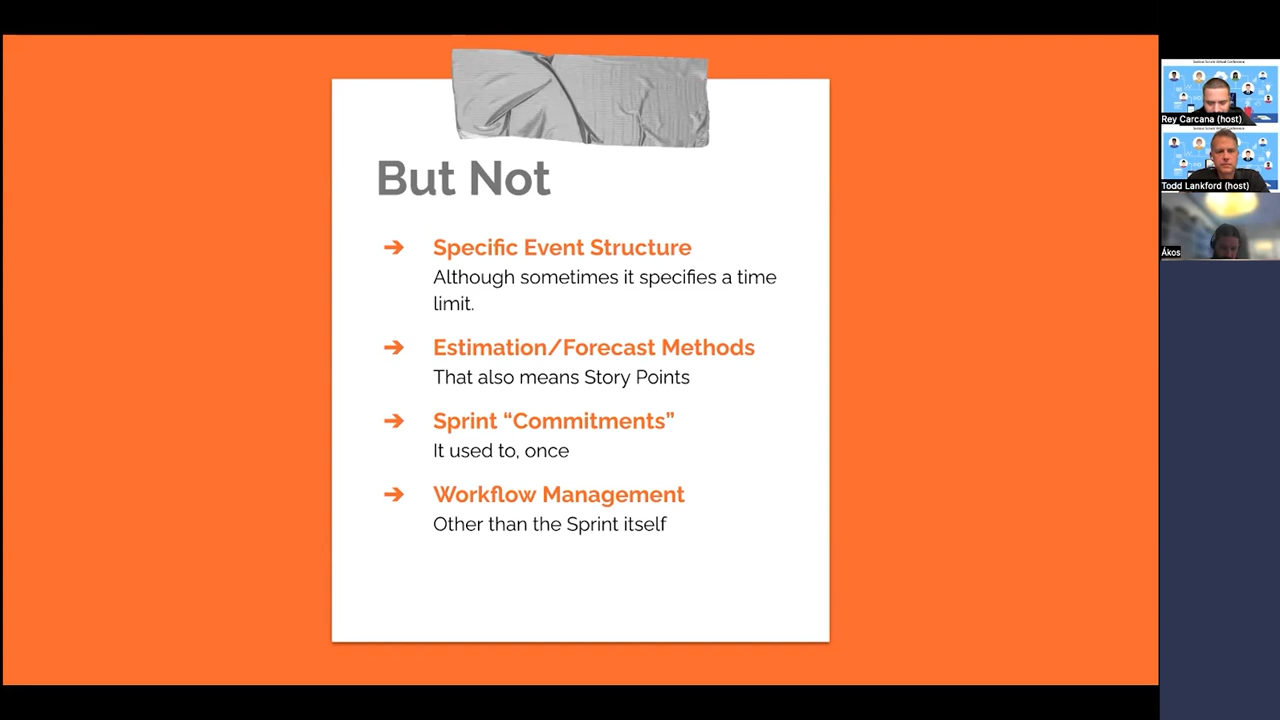 But Not
➔ Specific Event Structure
Although sometimes it specifies a time
limit.
➔ Estimation/Forecast Methods
That also means Story Points
➔ Sprint “Commitments”
It used to, once
➔ Workflow Management
Other than the Sprint itself
Rey Carcana (host)
Todd Lankford (host)
Ákos